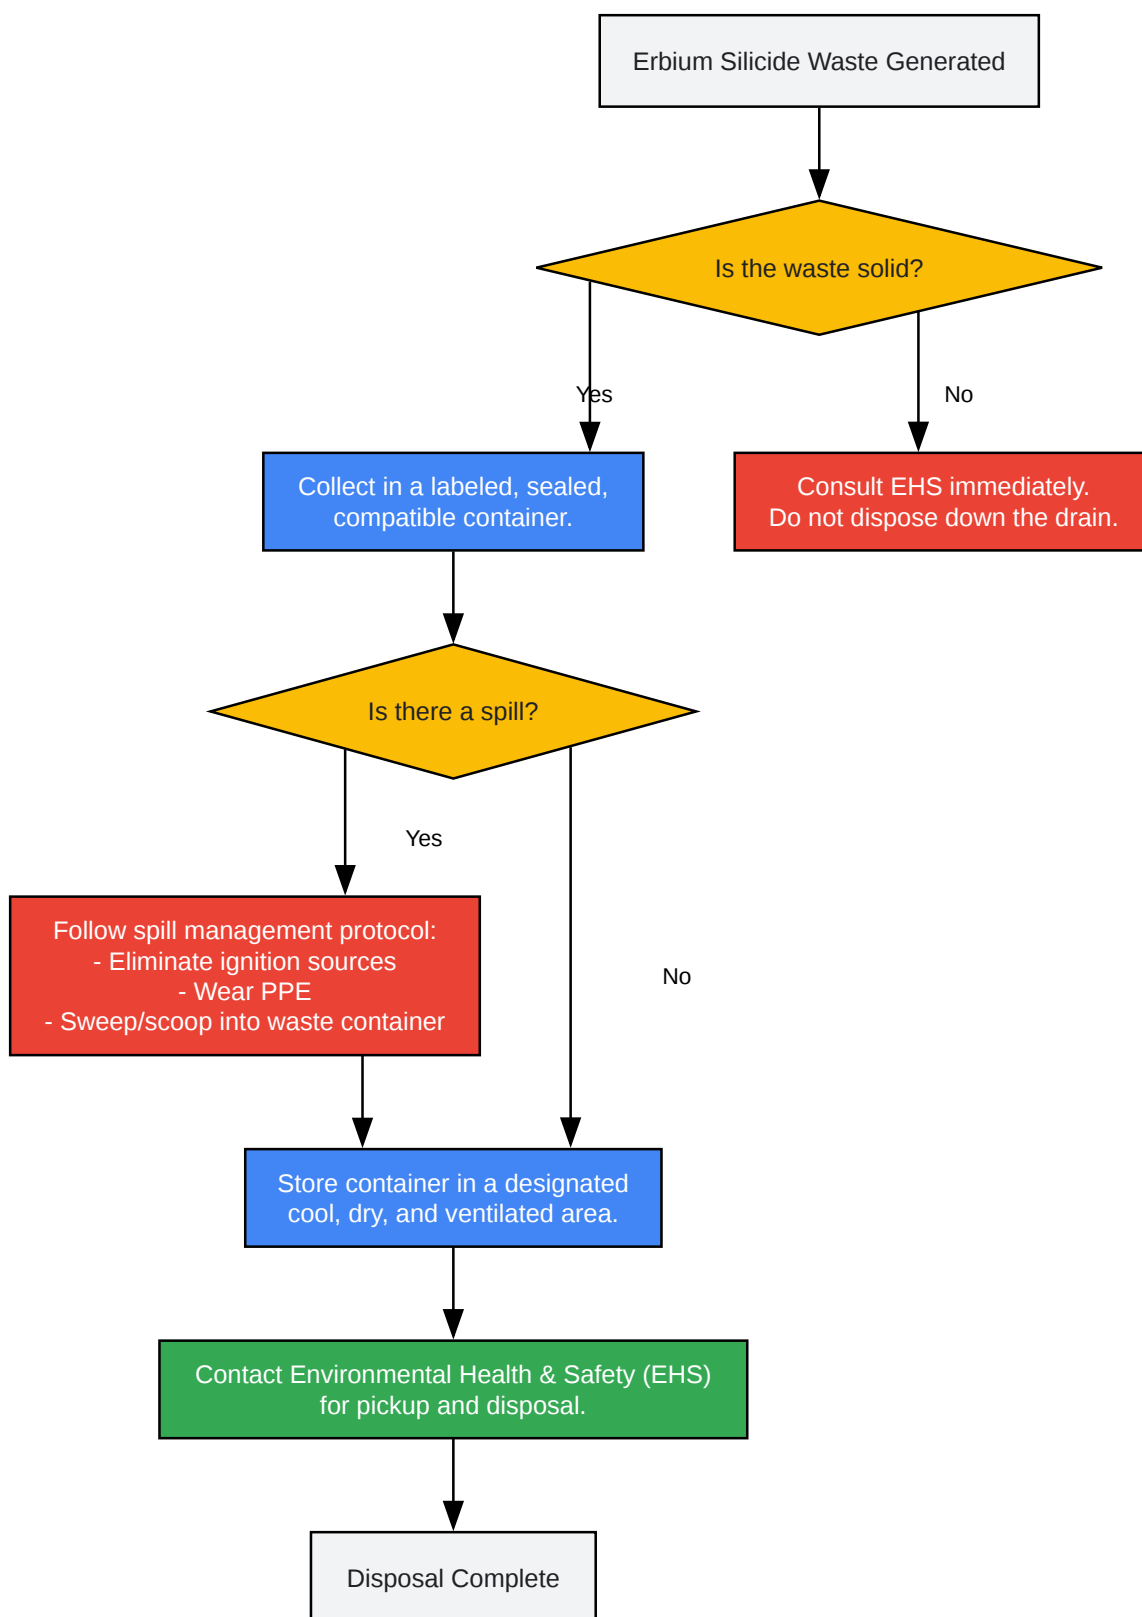 Erbium Silicide Waste Generated
Is the waste solid?
Yes
No
Collect in a labeled, sealed,
compatible container.
Consult EHS immediately.
Do not dispose down the drain.
Is there a spill?
Yes
Follow spill management protocol:
- Eliminate ignition sources
- Wear PPE
- Sweep/scoop into waste container
No
Store container in a designated
cool, dry, and ventilated area.
Contact Environmental Health & Safety (EHS)
for pickup and disposal.
Disposal Complete